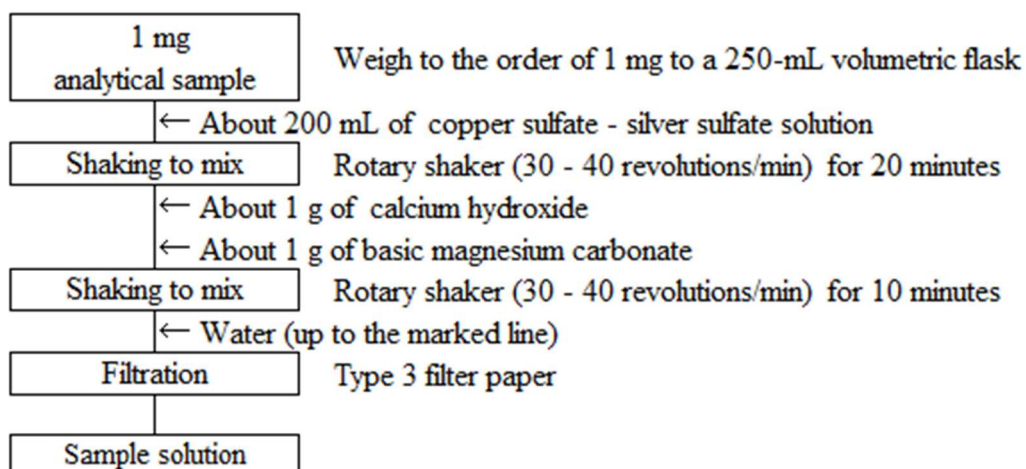 1 mg
analytical sample
Weigh to the order of 1 mg to a 250-mL volumetric flask
← About 200 mL of copper sulfate - silver sulfate solution
Shaking to mix Rotary shaker (30 - 40 revolutions/min) for 20 minutes
← About 1 g of calcium hydroxide
← About 1 g of basic magnesium carbonate
Shaking to mix Rotary shaker (30 - 40 revolutions/min) for 10 minutes
← Water (up to the marked line)
Filtration Type 3 filter paper
Sample solution